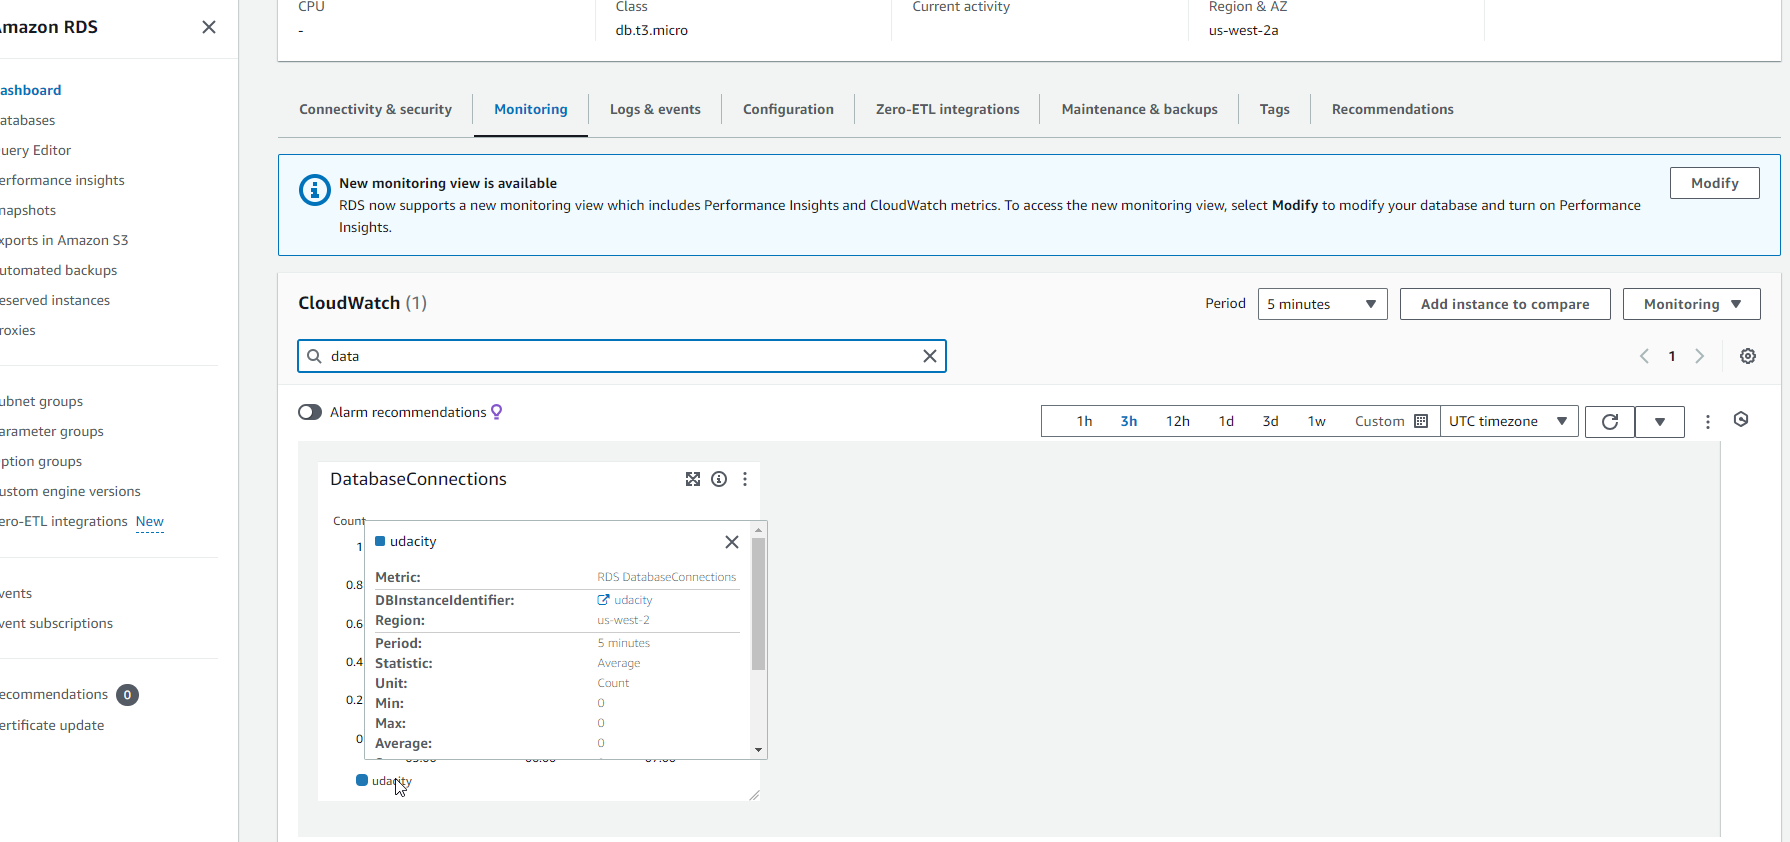 mazon RDS
ashboard
atabases
uery Editor
erformance insights
napshots
xports in Amazon S3
utomated backups
eserved instances
roxies
ubnet groups
arameter groups
ption groups
ustom engine versions
ero-ETL integrations New
vents
vent subscriptions
ecommendations 0
ertificate update
CPU
-
Class
db.t3.micro
Current activity
Region & AZ
us-west-2a
Connectivity & security Monitoring Logs & events Configuration Zero-ETL integrations Maintenance & backups Tags Recommendations
New monitoring view is available
RDS now supports a new monitoring view which includes Performance Insights and CloudWatch metrics. To access the new monitoring view, select Modify to modify your database and turn on Performance
Insights.
Modify
CloudWatch (1)
Period 5 minutes Add instance to compare Monitoring
data
1
Alarm recommendations
1h 3h 12h 1d 3d 1w Custom UTC timezone
DatabaseConnections
Count
1
0.8
0.6
0.4
0.2
0
udacity
Metric: RDS DatabaseConnections
DBInstanceIdentifier: udacity
Region: us-west-2
Period: 5 minutes
Statistic: Average
Unit: Count
Min: 0
Max: 0
Average: 0
05:00 06:00 07:00
udacity